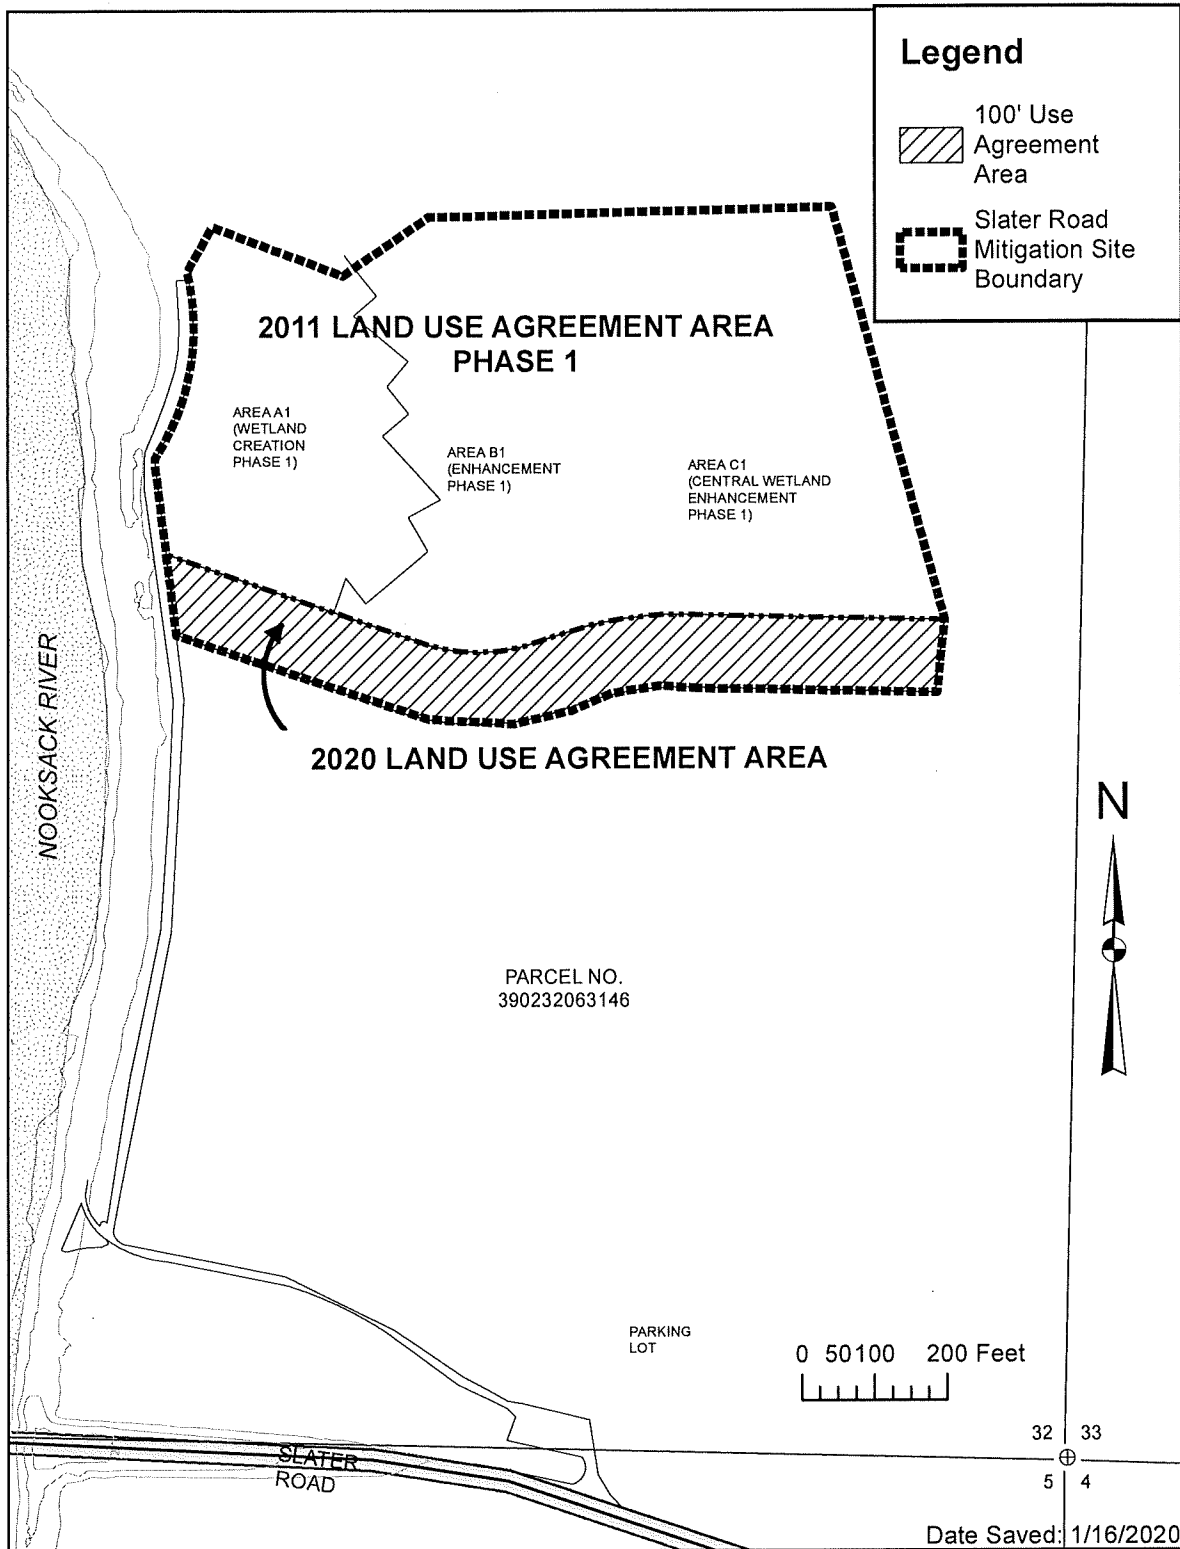 Legend
100' Use
Agreement
Area
Slater Road
Mitigation Site
Boundary
2011 LAND USE AGREEMENT AREA
PHASE 1
AREA A1
(WETLAND
CREATION
PHASE 1)
AREA B1
(ENHANCEMENT
PHASE 1)
AREA C1
(CENTRAL WETLAND
ENHANCEMENT
PHASE 1)
NOOKSACK RIVER
2020 LAND USE AGREEMENT AREA
N
PARCEL NO.
390232063146
PARKING
LOT
0 50100 200 Feet
32 33
5 4
SLATER
ROAD
Date Saved: 1/16/2020